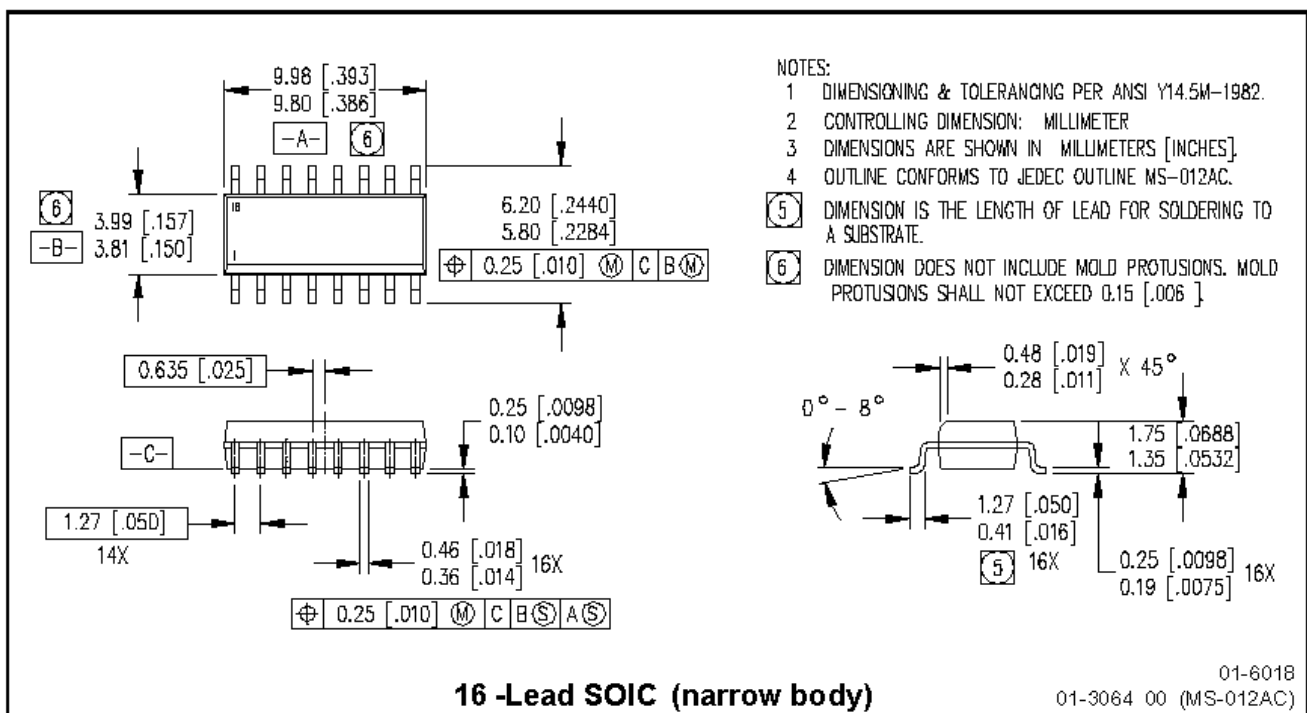 9.98 [.393]
9.80 [.386]
-A- 6
6
3.99 [.157]
-B- 3.81 [.150]
16
1
6.20 [.2440]
5.80 [.2284]
⌖ 0.25 [.010] Ⓜ C B Ⓜ
NOTES:
1 DIMENSIONING & TOLERANCING PER ANSI Y14.5M-1982.
2 CONTROLLING DIMENSION: MILLIMETER
3 DIMENSIONS ARE SHOWN IN MILLIMETERS [INCHES].
4 OUTLINE CONFORMS TO JEDEC OUTLINE MS-012AC.
5 DIMENSION IS THE LENGTH OF LEAD FOR SOLDERING TO
A SUBSTRATE.
6 DIMENSION DOES NOT INCLUDE MOLD PROTUSIONS. MOLD
PROTUSIONS SHALL NOT EXCEED 0.15 [.006 ].
0.635 [.025]
0.25 [.0098]
0.10 [.0040]
-C-
1.27 [.050]
14X
0.46 [.018]
0.36 [.014] 16X
⌖ 0.25 [.010] Ⓜ C B Ⓢ A Ⓢ
0.48 [.019]
0.28 [.011] X 45°
0° - 8°
1.75 [.0688]
1.35 [.0532]
1.27 [.050]
0.41 [.016]
5 16X
0.25 [.0098]
0.19 [.0075] 16X
16 -Lead SOIC (narrow body)
01-6018
01-3064 00 (MS-012AC)